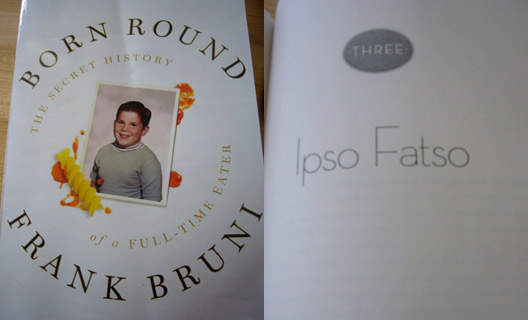 BORN ROUND
THE SECRET HISTORY
of a FULL-TIME EATER
FRANK BRUNI
·THREE·
Ipso Fatso